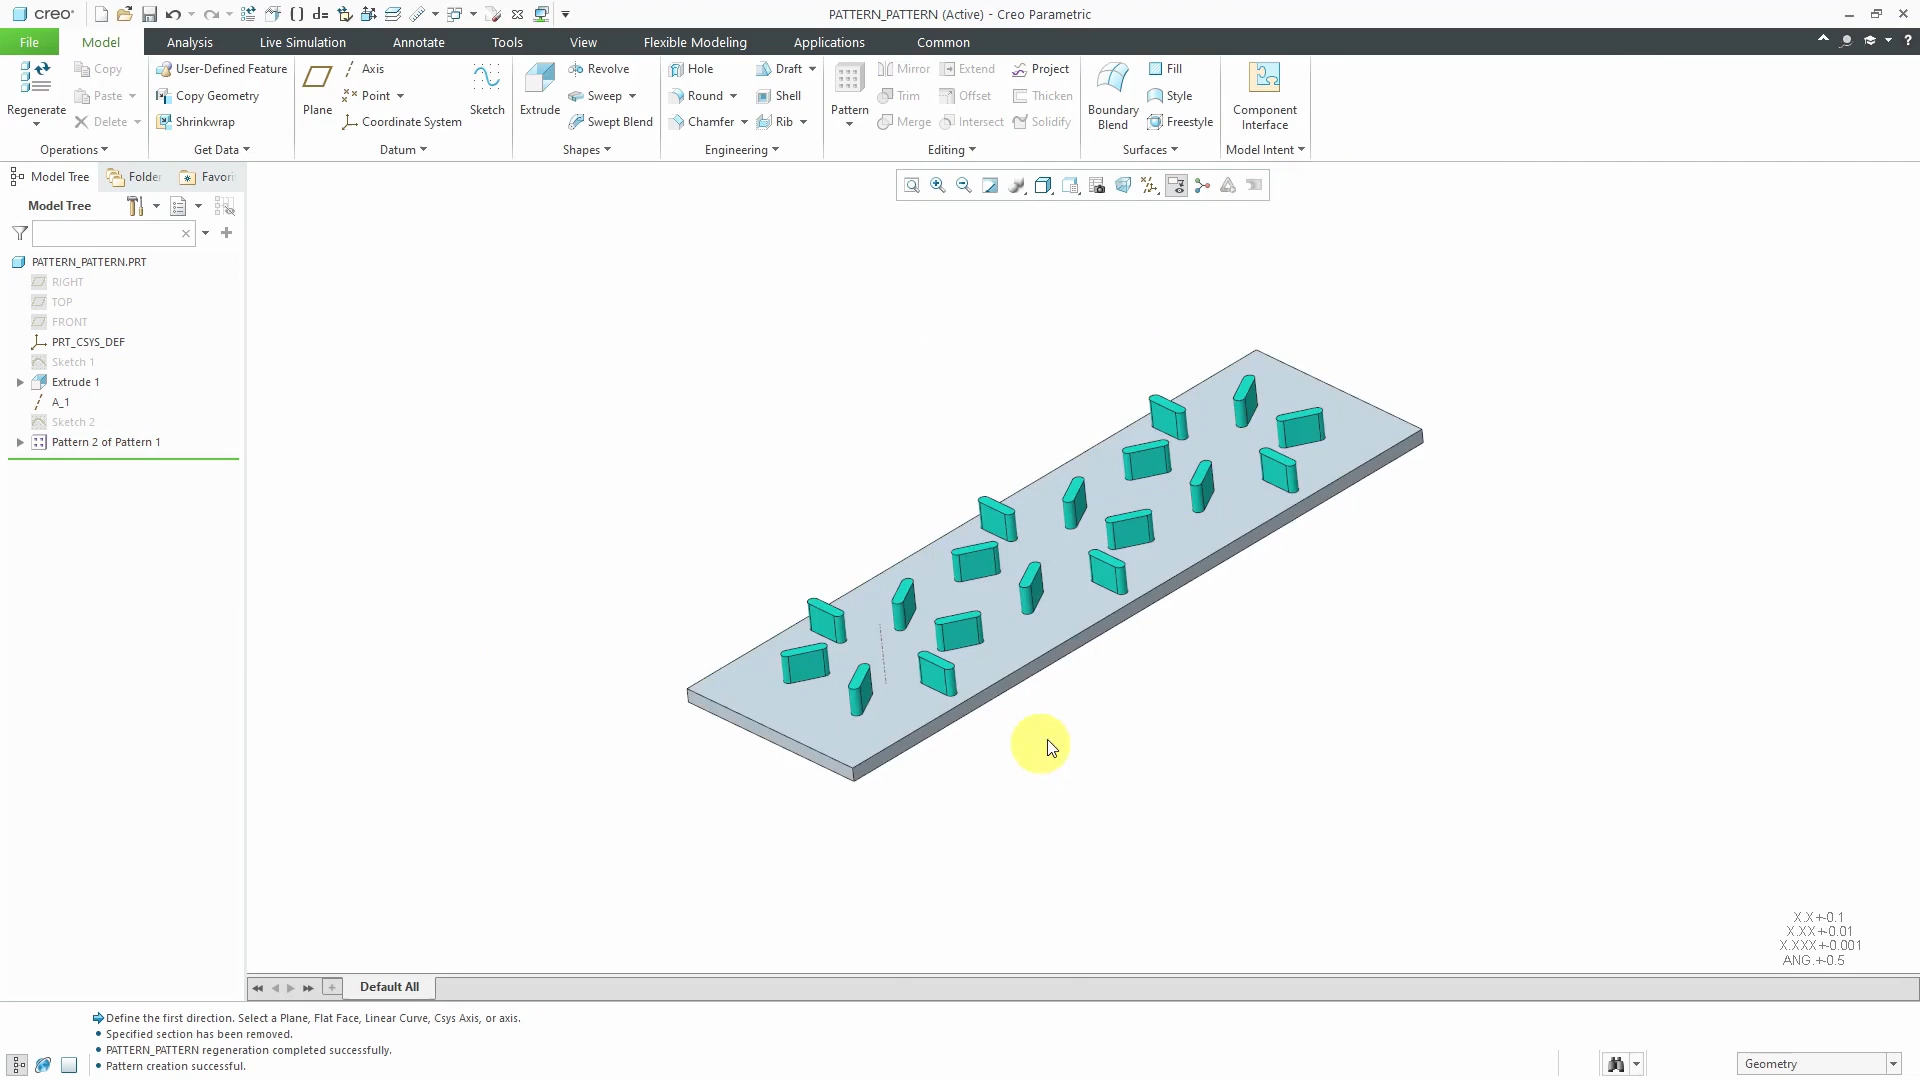 creo
PATTERN_PATTERN (Active) - Creo Parametric
File
Model
Analysis
Live Simulation
Annotate
Tools
View
Flexible Modeling
Applications
Common
Regenerate
Copy
Paste
Delete
Operations
User-Defined Feature
Copy Geometry
Shrinkwrap
Get Data
Plane
Axis
Point
Coordinate System
Sketch
Datum
Extrude
Revolve
Sweep
Swept Blend
Shapes
Hole
Round
Chamfer
Draft
Shell
Rib
Engineering
Pattern
Mirror
Trim
Merge
Extend
Offset
Intersect
Project
Thicken
Solidify
Editing
Boundary
Blend
Fill
Style
Freestyle
Surfaces
Component
Interface
Model Intent
Model Tree
Folder
Favori
Model Tree
PATTERN_PATTERN.PRT
RIGHT
TOP
FRONT
PRT_CSYS_DEF
Sketch 1
Extrude 1
A_1
Sketch 2
Pattern 2 of Pattern 1
X.X+-0.1
X.XX+-0.01
X.XXX+-0.001
ANG.+-0.5
Default All
Define the first direction. Select a Plane, Flat Face, Linear Curve, Csys Axis, or axis.
• Specified section has been removed.
• PATTERN_PATTERN regeneration completed successfully.
• Pattern creation successful.
Geometry